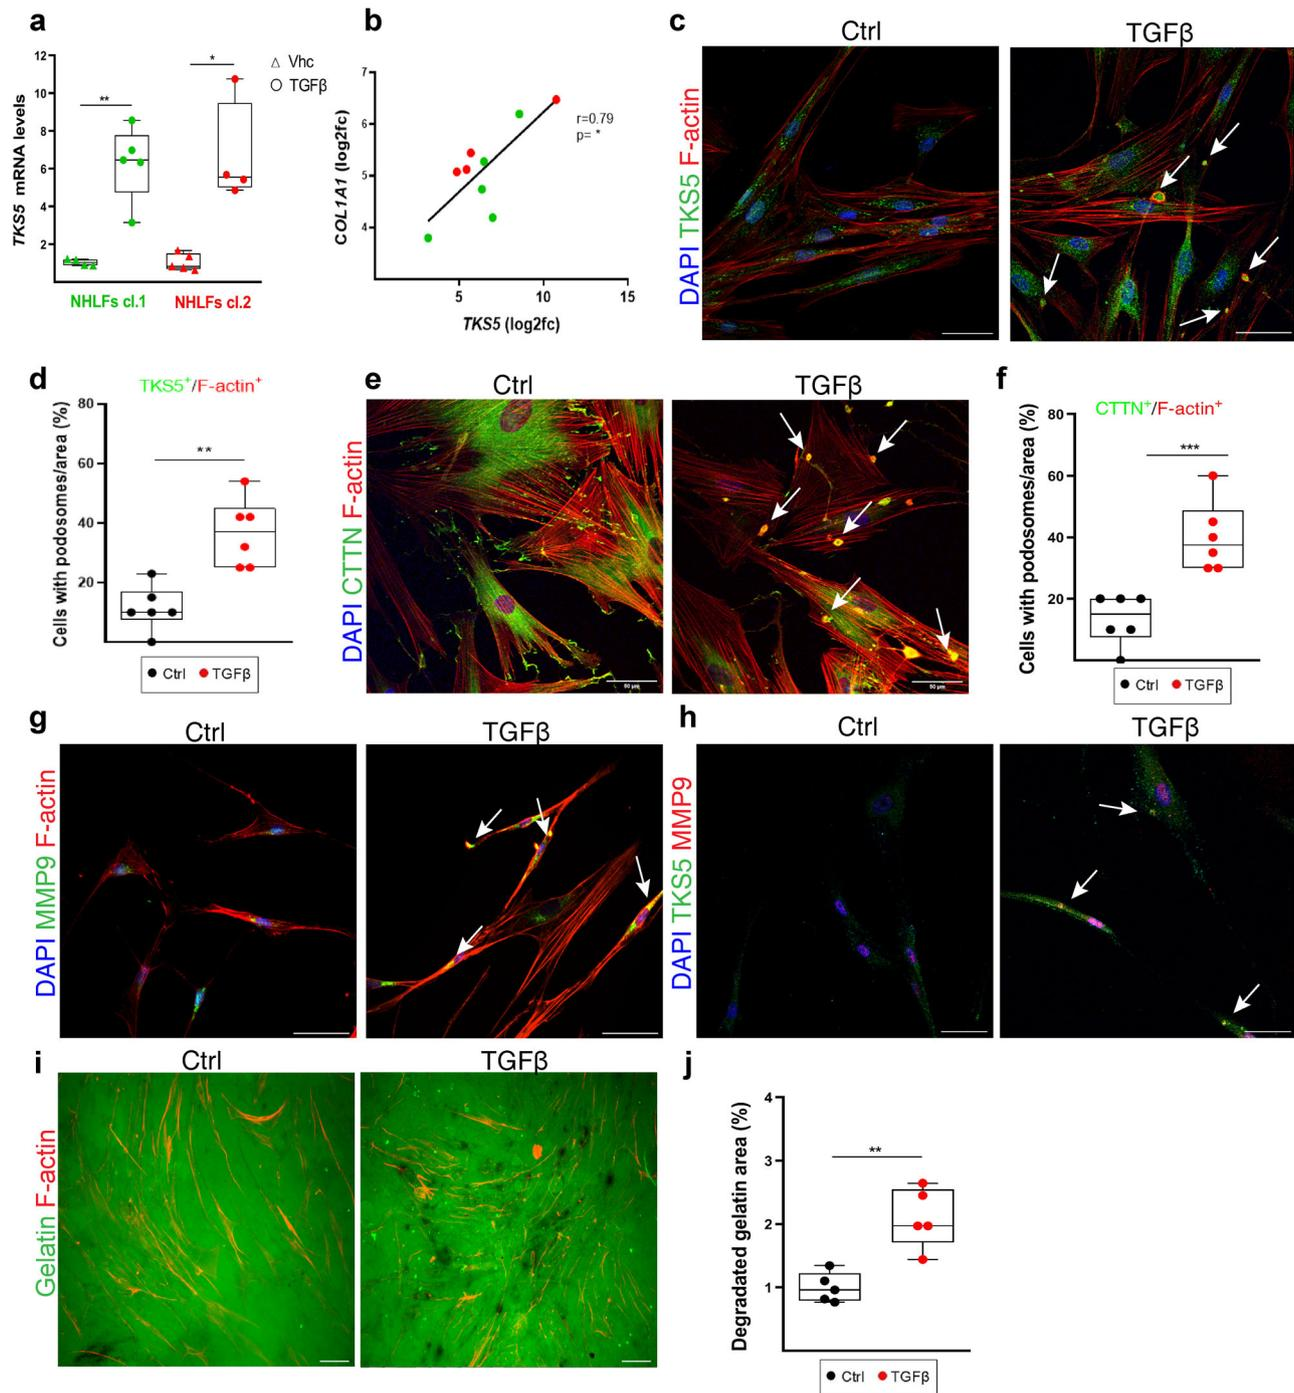 a
12
10
8
6
4
2
TKS5 mRNA levels
**
*
△ Vhc
○ TGFβ
NHLFs cl.1
NHLFs cl.2
b
7
6
5
4
COL1A1 (log2fc)
r=0.79
p= *
5
10
15
TKS5 (log2fc)
c
Ctrl
TGFβ
DAPI TKS5 F-actin
d
TKS5+/F-actin+
80
60
40
20
Cells with podosomes/area (%)
**
Ctrl
TGFβ
e
Ctrl
TGFβ
DAPI CTTN F-actin
50 µm
50 µm
f
CTTN+/F-actin+
80
60
40
20
Cells with podosomes/area (%)
***
Ctrl
TGFβ
g
Ctrl
TGFβ
DAPI MMP9 F-actin
h
Ctrl
TGFβ
DAPI TKS5 MMP9
i
Ctrl
TGFβ
Gelatin F-actin
j
4
3
2
1
Degradated gelatin area (%)
**
Ctrl
TGFβ